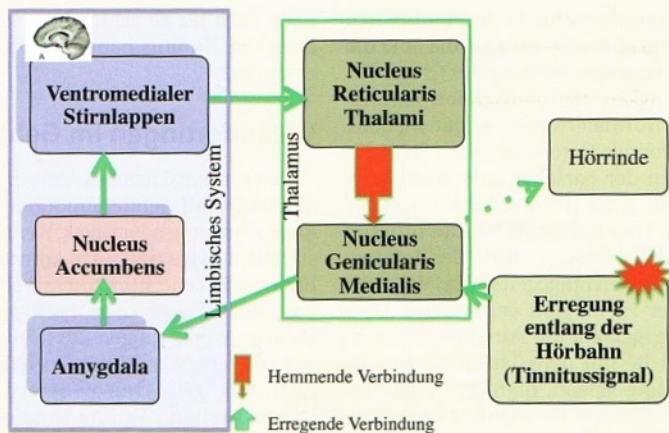 A
Ventromedialer
Stirnlappen
Nucleus
Accumbens
Amygdala
Limbisches System
Thalamus
Nucleus
Reticularis
Thalami
Nucleus
Genicularis
Medialis
Hörrinde
Erregung
entlang der
Hörbahn
(Tinnitussignal)
Hemmende Verbindung
Erregende Verbindung